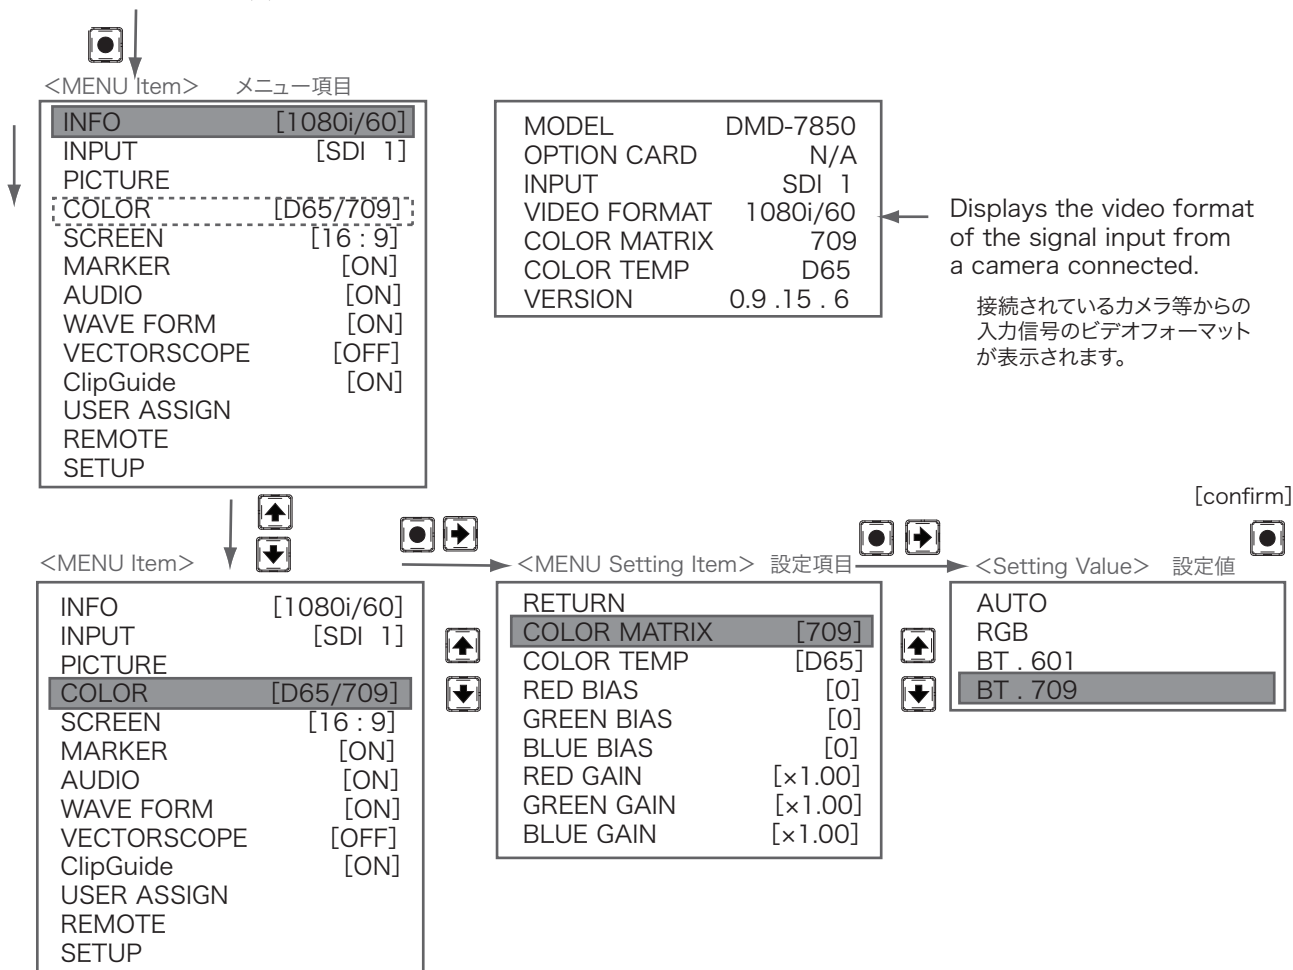 <MENU Item> メニュー項目
INFO [1080i/60]
INPUT [SDI 1]
PICTURE
COLOR [D65/709]
SCREEN [16 : 9]
MARKER [ON]
AUDIO [ON]
WAVE FORM [ON]
VECTORSCOPE [OFF]
ClipGuide [ON]
USER ASSIGN
REMOTE
SETUP
MODEL DMD-7850
OPTION CARD N/A
INPUT SDI 1
VIDEO FORMAT 1080i/60
COLOR MATRIX 709
COLOR TEMP D65
VERSION 0.9 .15 . 6
Displays the video format
of the signal input from
a camera connected.
接続されているカメラ等からの
入力信号のビデオフォーマット
が表示されます。
<MENU Item>
INFO [1080i/60]
INPUT [SDI 1]
PICTURE
COLOR [D65/709]
SCREEN [16 : 9]
MARKER [ON]
AUDIO [ON]
WAVE FORM [ON]
VECTORSCOPE [OFF]
ClipGuide [ON]
USER ASSIGN
REMOTE
SETUP
<MENU Setting Item> 設定項目
RETURN
COLOR MATRIX [709]
COLOR TEMP [D65]
RED BIAS [0]
GREEN BIAS [0]
BLUE BIAS [0]
RED GAIN [×1.00]
GREEN GAIN [×1.00]
BLUE GAIN [×1.00]
[confirm]
<Setting Value> 設定値
AUTO
RGB
BT . 601
BT . 709